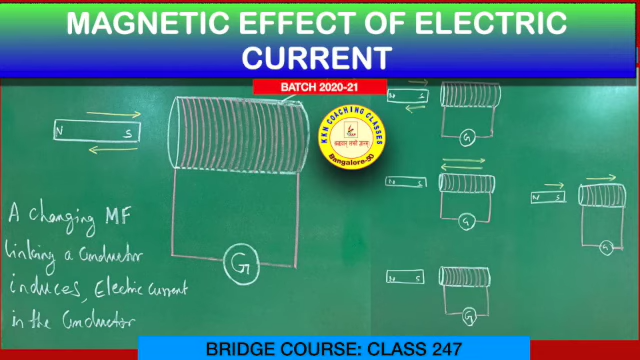 MAGNETIC EFFECT OF ELECTRIC
CURRENT
BATCH 2020-21
KKN COACHING CLASSES
Bangalore-90
N S
G
A changing MF
linking a Conductor
induces, Electric current
in the Conductor
N S
G
N S
G
N S
G
N S
G
BRIDGE COURSE: CLASS 247